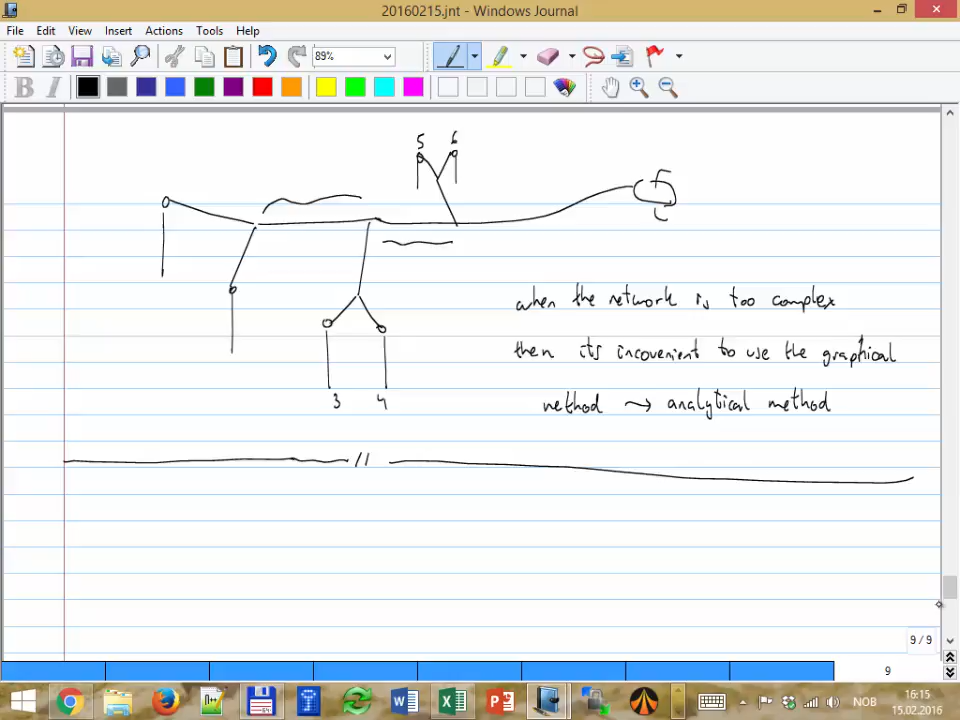 20160215.jnt - Windows Journal
File Edit View Insert Actions Tools Help
89%
B I
5 6
when the network is too complex
then its incovenient to use the graphical
method → analytical method
3 4
9 / 9
9
NOB
16:15
15.02.2016